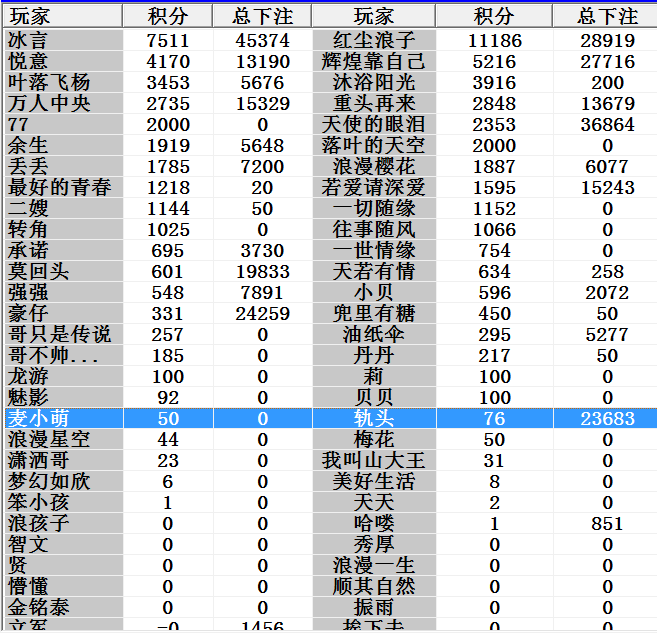 玩家 积分 总下注 玩家 积分 总下注
冰言 7511 45374 红尘浪子 11186 28919
悦意 4170 13190 辉煌靠自己 5216 27716
叶落飞杨 3453 5676 沐浴阳光 3916 200
万人中央 2735 15329 重头再来 2848 13679
77 2000 0 天使的眼泪 2353 36864
余生 1919 5648 落叶的天空 2000 0
丢丢 1785 7200 浪漫樱花 1887 6077
最好的青春 1218 20 若爱请深爱 1595 15243
二嫂 1144 50 一切随缘 1152 0
转角 1025 0 往事随风 1066 0
承诺 695 3730 一世情缘 754 0
莫回头 601 19833 天若有情 634 258
强强 548 7891 小贝 596 2072
豪仔 331 24259 兜里有糖 450 50
哥只是传说 257 0 油纸伞 295 5277
哥不帅... 185 0 丹丹 217 50
龙游 100 0 莉 100 0
魅影 92 0 贝贝 100 0
麦小萌 50 0 轨头 76 23683
浪漫星空 44 0 梅花 50 0
潇洒哥 23 0 我叫山大王 31 0
梦幻如欣 6 0 美好生活 8 0
笨小孩 1 0 天天 2 0
浪孩子 0 0 哈喽 1 851
智文 0 0 秀厚 0 0
贤 0 0 浪漫一生 0 0
懵懂 0 0 顺其自然 0 0
金铭泰 0 0 振雨 0 0
立军 -0 1456 挨下去 0 0